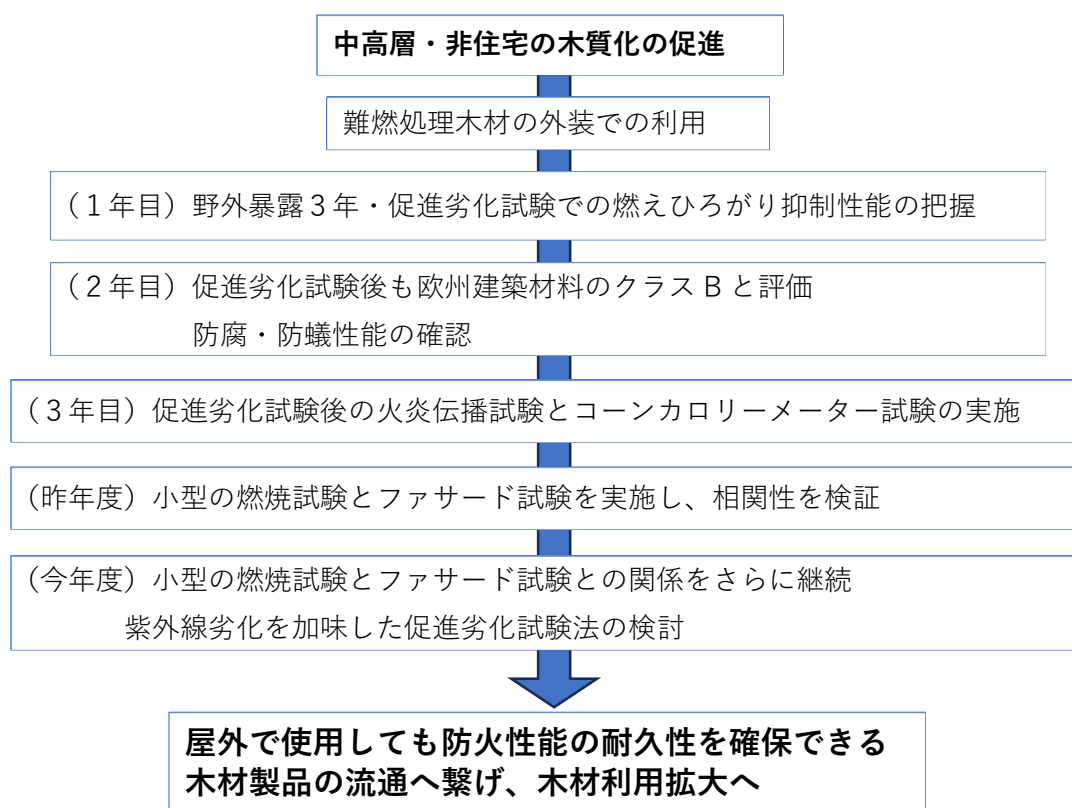 中高層・非住宅の木質化の促進
難燃処理木材の外装での利用
（１年目）野外暴露３年・促進劣化試験での燃えひろがり抑制性能の把握
（２年目）促進劣化試験後も欧州建築材料のクラスＢと評価
防腐・防蟻性能の確認
（３年目）促進劣化試験後の火炎伝播試験とコーンカロリーメーター試験の実施
(昨年度）小型の燃焼試験とファサード試験を実施し、相関性を検証
(今年度）小型の燃焼試験とファサード試験との関係をさらに継続
紫外線劣化を加味した促進劣化試験法の検討
屋外で使用しても防火性能の耐久性を確保できる
木材製品の流通へ繋げ、木材利用拡大へ